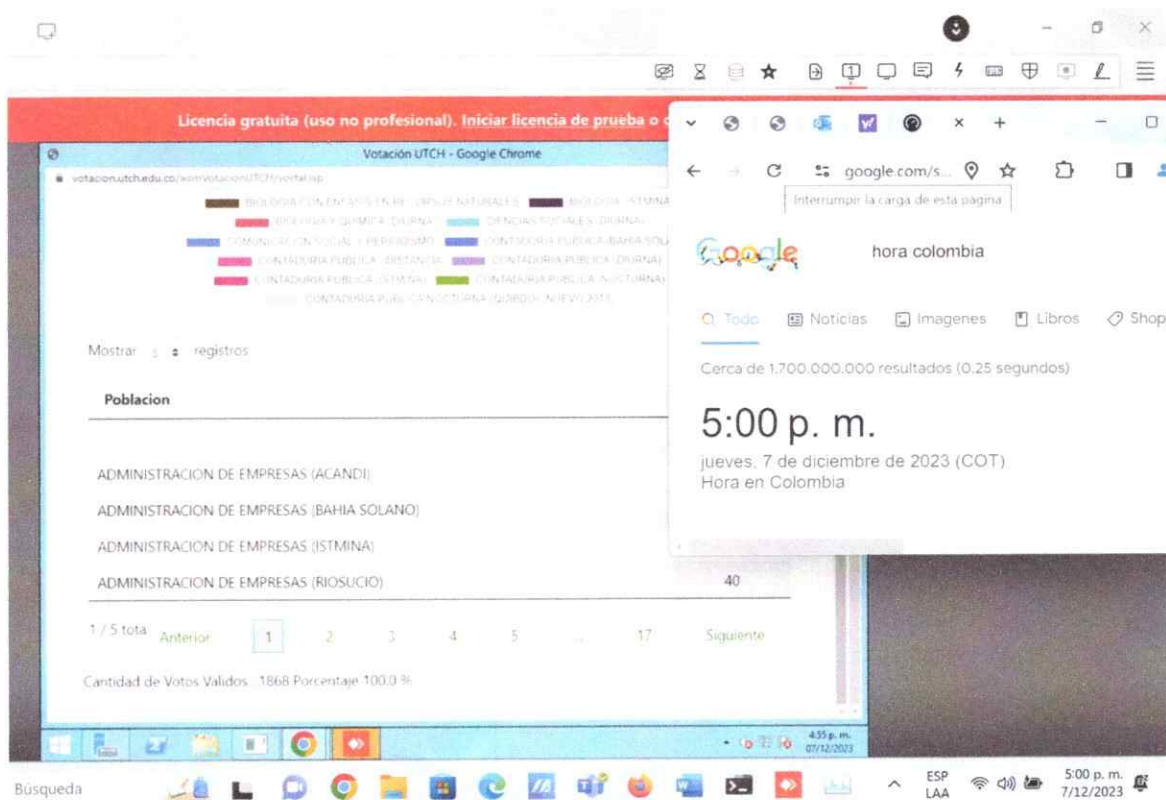 Licencia gratuita (uso no profesional). Iniciar licencia de prueba o
Votación UTCH - Google Chrome
votacion.utch.edu.co/
BIOLOGIA CON ENFASIS EN RECURSOS NATURALES BIOLOGIA ISTMINA
BIOLOGIA Y QUIMICA (DIURNA) CIENCIAS SOCIALES (DIURNA)
COMUNICACION SOCIAL Y PERIODISMO CONTADURIA PUBLICA (BAHIA SOLA
CONTADURIA PUBLICA (DISTANCIA CONTADURIA PUBLICA (DIURNA)
CONTADURIA PUBLICA (ISTMINA) CONTADURIA PUBLICA (NOCTURNA)
CONTADURIA PUBLICA NOCTURNA (QUIBDO)
Mostrar 5 registros
Poblacion
ADMINISTRACION DE EMPRESAS (ACANDI)
ADMINISTRACION DE EMPRESAS (BAHIA SOLANO)
ADMINISTRACION DE EMPRESAS (ISTMINA)
ADMINISTRACION DE EMPRESAS (RIOSUCIO) 40
1 / 5 tota Anterior 1 2 3 4 5 ... 17 Siguiente
Cantidad de Votos Validos : 1868 Porcentaje 100.0 %
4:55 p. m.
07/12/2023
google.com/s...
Interrumpir la carga de esta página
Google hora colombia
Todo Noticias Imagenes Libros Shop
Cerca de 1.700.000.000 resultados (0.25 segundos)
5:00 p. m.
jueves, 7 de diciembre de 2023 (COT)
Hora en Colombia
Búsqueda
ESP
LAA
5:00 p. m.
7/12/2023